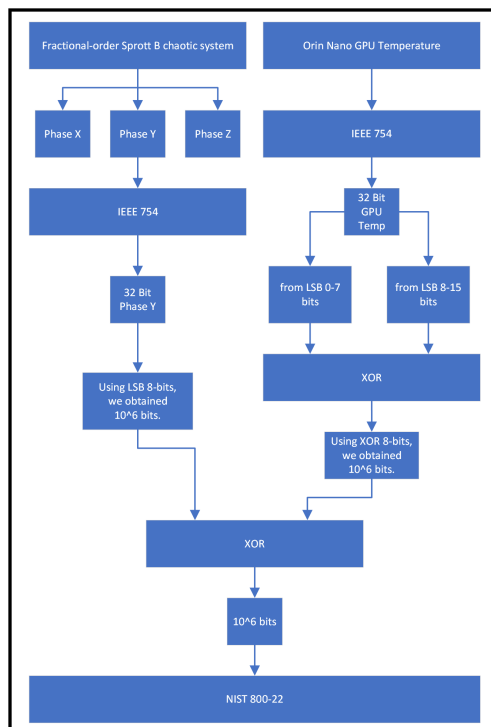 Fractional-order Sprott B chaotic system
Orin Nano GPU Temperature
Phase X
Phase Y
Phase Z
IEEE 754
IEEE 754
32 Bit
GPU
Temp
32 Bit
Phase Y
from LSB 0-7
bits
from LSB 8-15
bits
XOR
Using LSB 8-bits,
we obtained
10^6 bits.
Using XOR 8-bits,
we obtained
10^6 bits.
XOR
10^6 bits
NIST 800-22